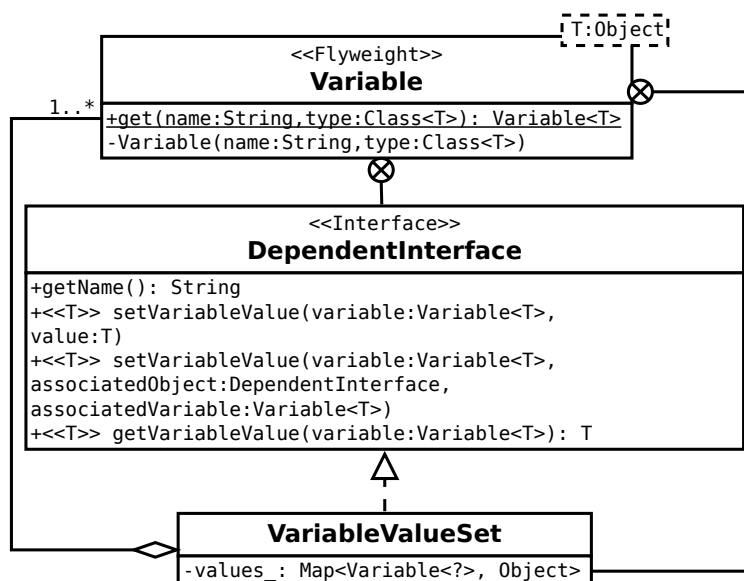 T:Object
<<Flyweight>>
Variable
1..*
+get(name:String,type:Class<T>): Variable<T>
-Variable(name:String,type:Class<T>)
<<Interface>>
DependentInterface
+getName(): String
+<<T>> setVariableValue(variable:Variable<T>,
value:T)
+<<T>> setVariableValue(variable:Variable<T>,
associatedObject:DependentInterface,
associatedVariable:Variable<T>)
+<<T>> getVariableValue(variable:Variable<T>): T
VariableValueSet
-values_: Map<Variable<?>, Object>